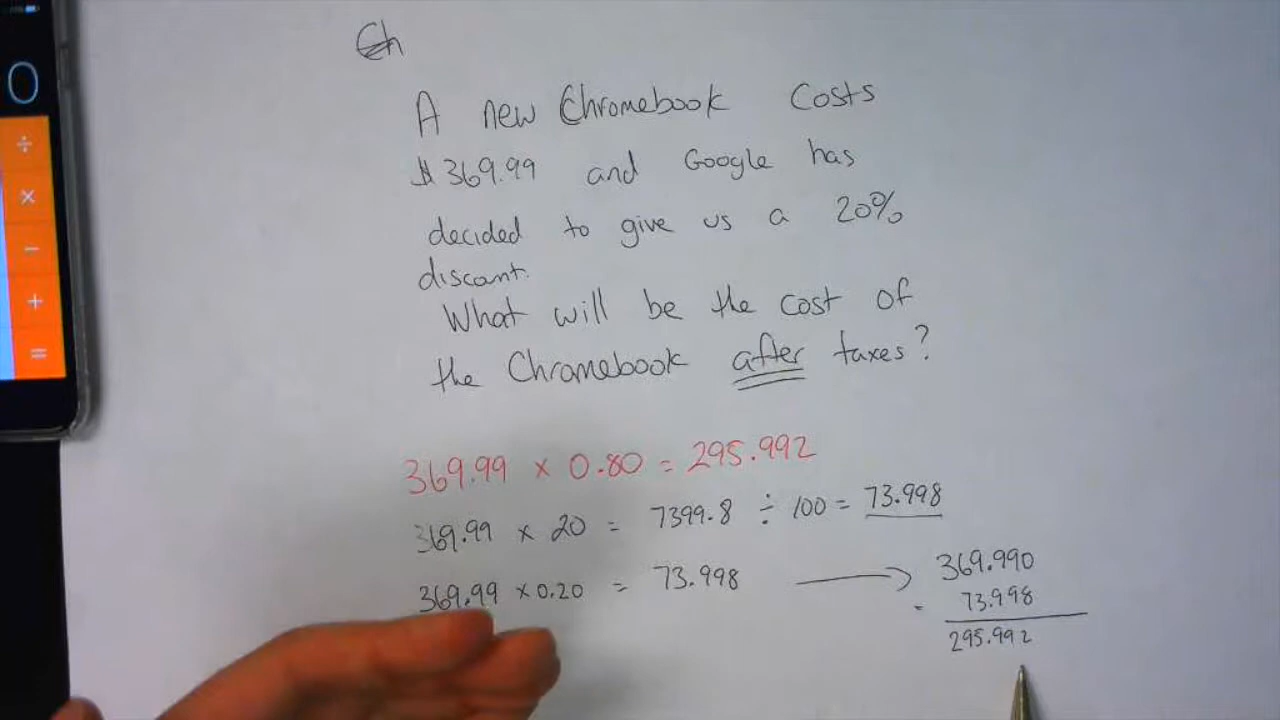 Ch
A new Chromebook costs
$369.99 and Google has
decided to give us a 20%
discant.
What will be the cost of
the Chromebook after taxes?
369.99 × 0.80 = 295.992
369.99 × 20 = 7399.8 ÷ 100 = 73.998
369.99 × 0.20 = 73.998 → 369.990
- 73.998
295.992
0
÷
×
−
+
=